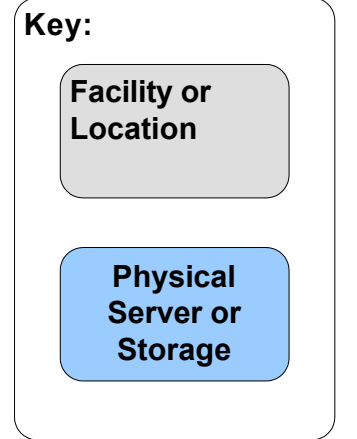 Key:
Facility or
Location
Physical
Server or
Storage